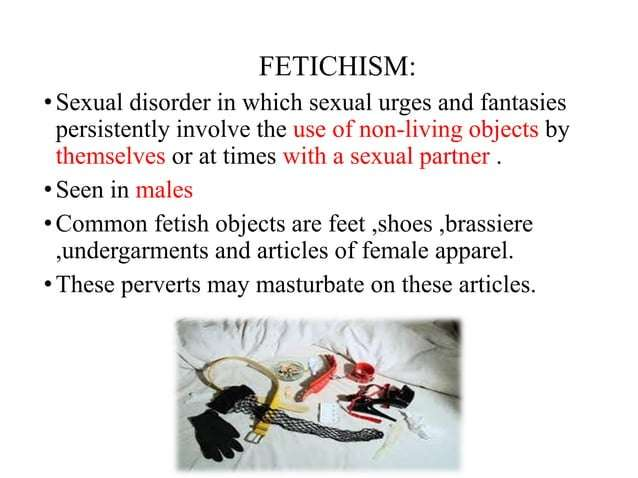 FETICHISM:
• Sexual disorder in which sexual urges and fantasies
persistently involve the use of non-living objects by
themselves or at times with a sexual partner .
• Seen in males
• Common fetish objects are feet ,shoes ,brassiere
,undergarments and articles of female apparel.
• These perverts may masturbate on these articles.